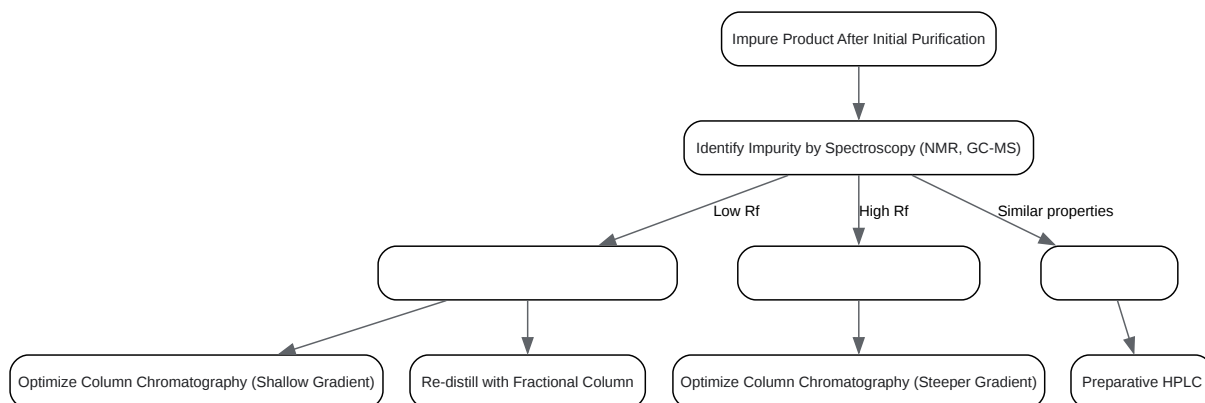 Impure Product After Initial Purification
Identify Impurity by Spectroscopy (NMR, GC-MS)
Low Rf
High Rf
Similar properties
Optimize Column Chromatography (Shallow Gradient)
Re-distill with Fractional Column
Optimize Column Chromatography (Steeper Gradient)
Preparative HPLC